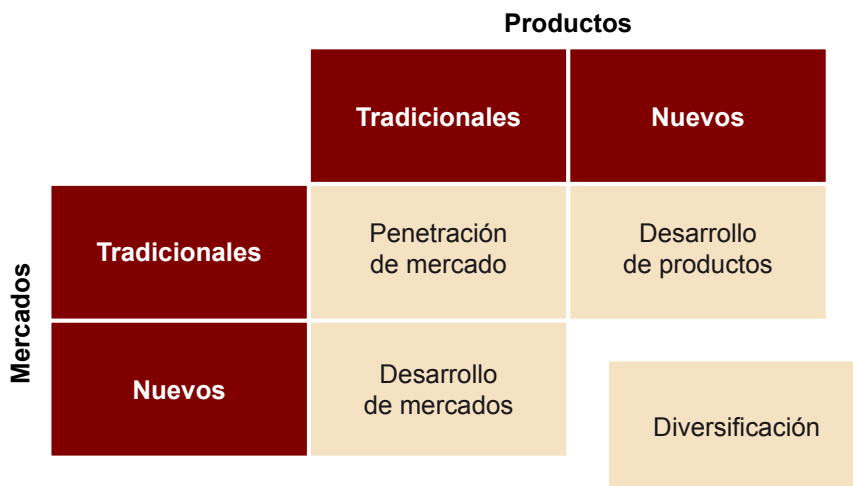 Productos
Tradicionales
Nuevos
Mercados
Tradicionales
Penetración
de mercado
Desarrollo
de productos
Nuevos
Desarrollo
de mercados
Diversificación